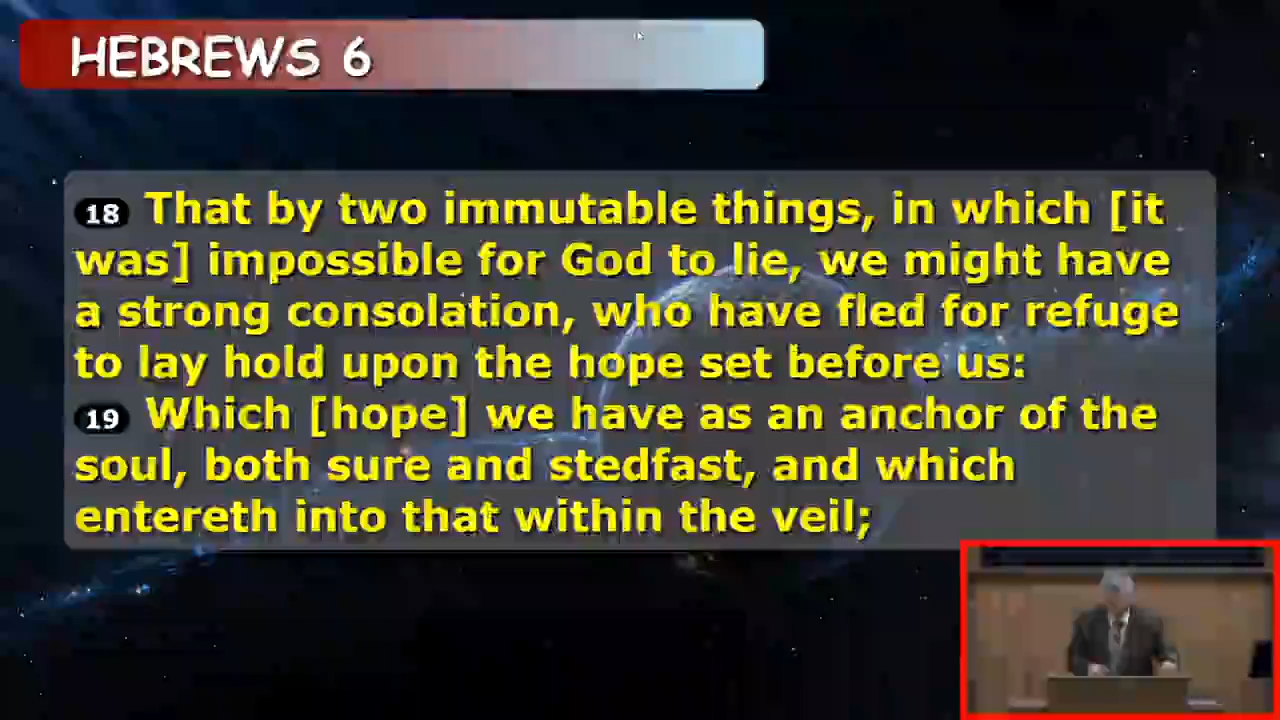 HEBREWS 6
18 That by two immutable things, in which [it
was] impossible for God to lie, we might have
a strong consolation, who have fled for refuge
to lay hold upon the hope set before us:
19 Which [hope] we have as an anchor of the
soul, both sure and stedfast, and which
entereth into that within the veil;